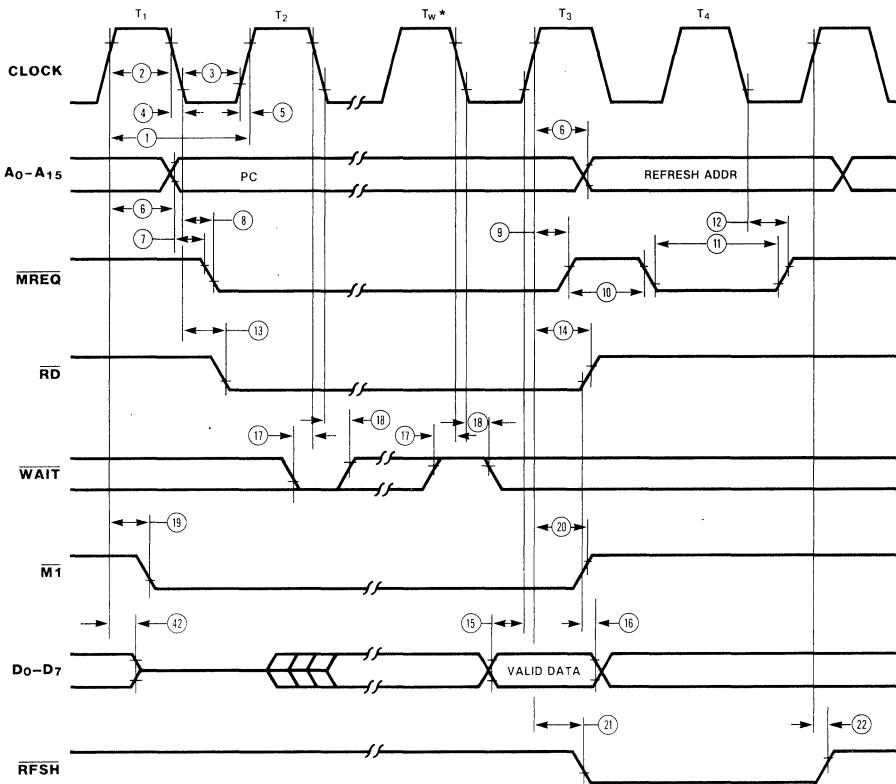 T1 T2 Tw* T3 T4
CLOCK
2 3
4 5
1 6
A0–A15 PC REFRESH ADDR
6 8 9 12
7 11
MREQ
10
13 14
RD
17 18 17 18
WAIT
19 20
M1
42 15 16
D0–D7 VALID DATA
21 22
RFSH